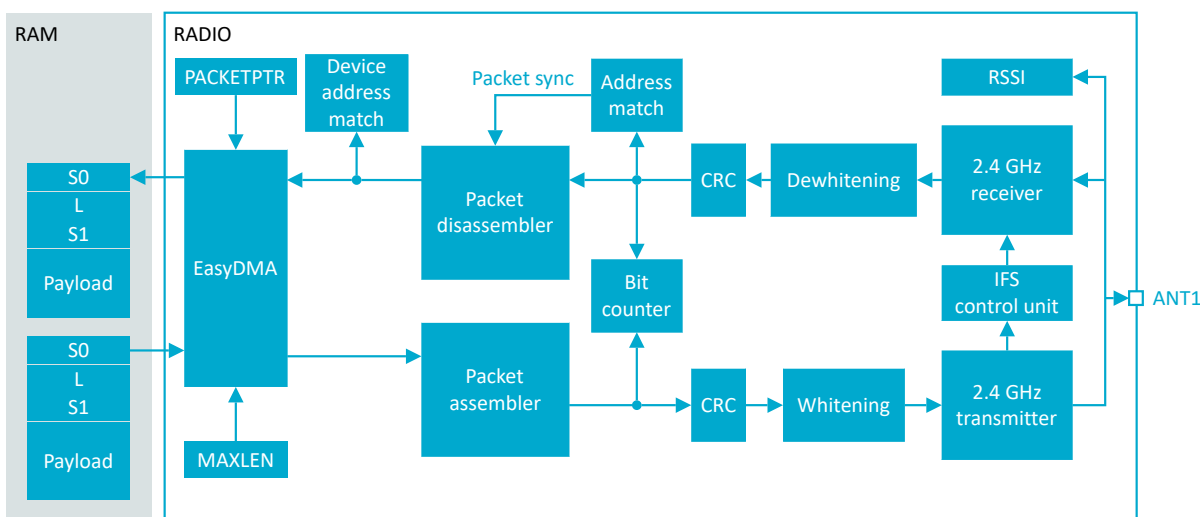 RAM
RADIO
PACKETPTR
Device
address
match
Packet sync
Address
match
RSSI
S0
L
S1
Payload
EasyDMA
Packet
disassembler
CRC
Dewhitening
2.4 GHz
receiver
Bit
counter
IFS
control unit
ANT1
S0
L
S1
Payload
MAXLEN
Packet
assembler
CRC
Whitening
2.4 GHz
transmitter